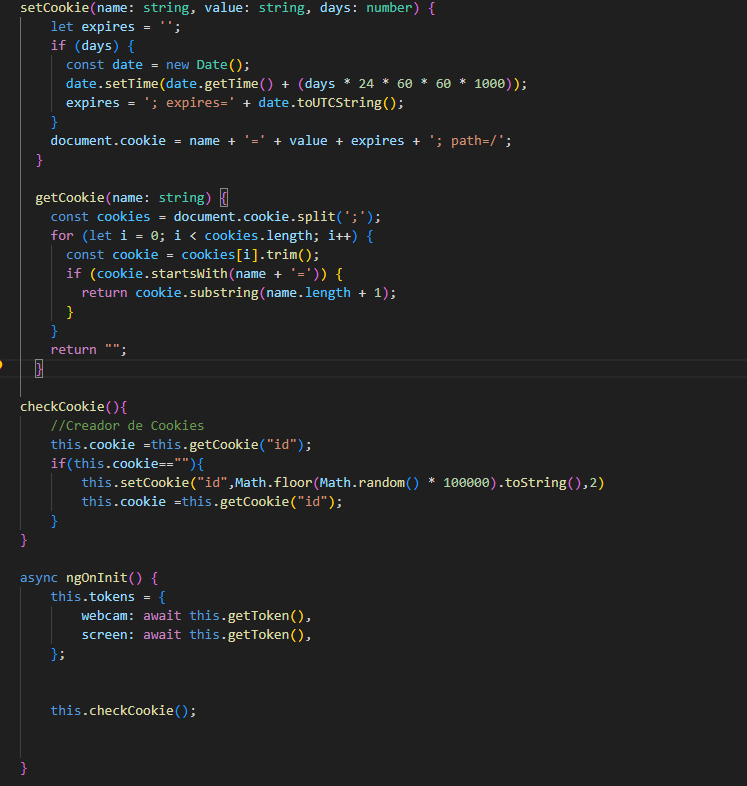 setCookie(name: string, value: string, days: number) {
let expires = '';
if (days) {
const date = new Date();
date.setTime(date.getTime() + (days * 24 * 60 * 60 * 1000));
expires = '; expires=' + date.toUTCString();
}
document.cookie = name + '=' + value + expires + '; path=/';
}
getCookie(name: string) {
const cookies = document.cookie.split(';');
for (let i = 0; i < cookies.length; i++) {
const cookie = cookies[i].trim();
if (cookie.startsWith(name + '=')) {
return cookie.substring(name.length + 1);
}
}
return "";
}
checkCookie(){
//Creador de Cookies
this.cookie =this.getCookie("id");
if(this.cookie==""){
this.setCookie("id",Math.floor(Math.random() * 100000).toString(),2)
this.cookie =this.getCookie("id");
}
}
async ngOnInit() {
this.tokens = {
webcam: await this.getToken(),
screen: await this.getToken(),
};
this.checkCookie();
}